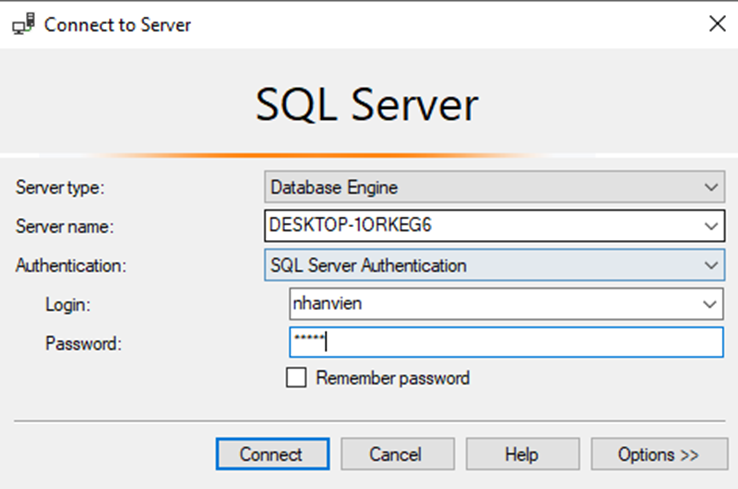 Connect to Server
SQL Server
Server type: Database Engine
Server name: DESKTOP-1ORKEG6
Authentication: SQL Server Authentication
Login: nhanvien
Password: *****
Remember password
Connect Cancel Help Options >>